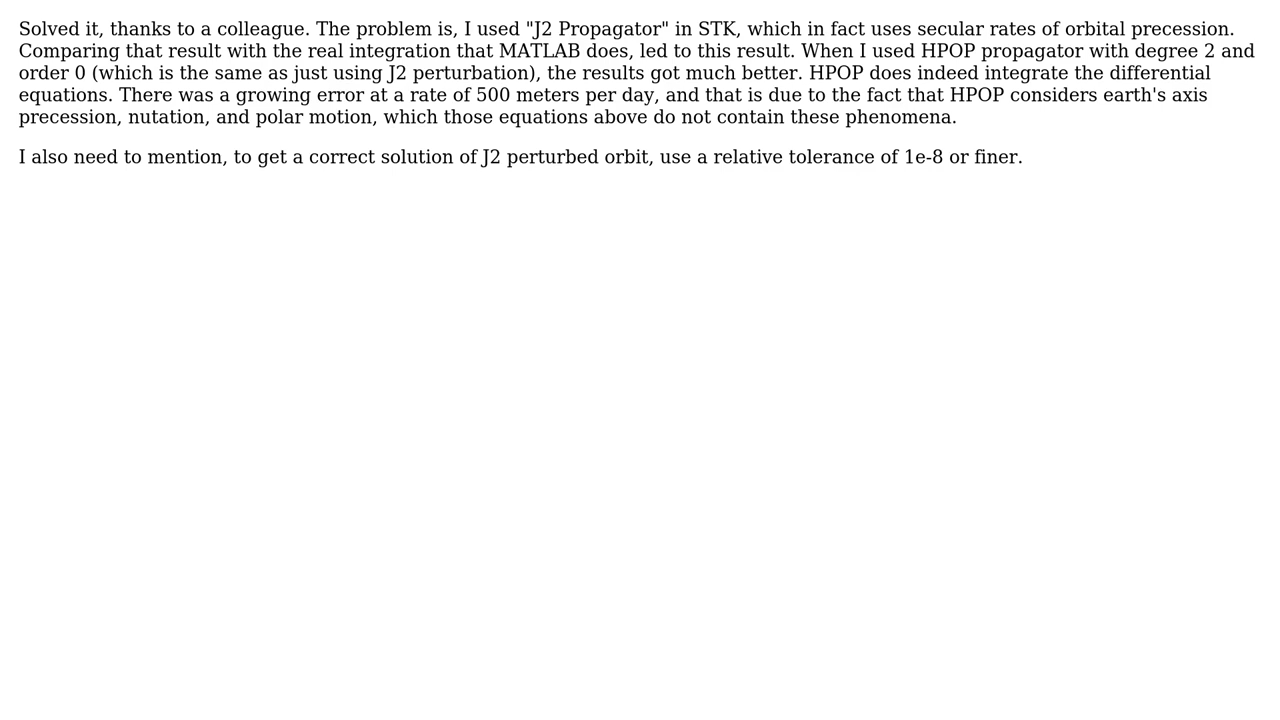 Solved it, thanks to a colleague. The problem is, I used "J2 Propagator" in STK, which in fact uses secular rates of orbital precession.
Comparing that result with the real integration that MATLAB does, led to this result. When I used HPOP propagator with degree 2 and
order 0 (which is the same as just using J2 perturbation), the results got much better. HPOP does indeed integrate the differential
equations. There was a growing error at a rate of 500 meters per day, and that is due to the fact that HPOP considers earth's axis
precession, nutation, and polar motion, which those equations above do not contain these phenomena.
I also need to mention, to get a correct solution of J2 perturbed orbit, use a relative tolerance of 1e-8 or finer.